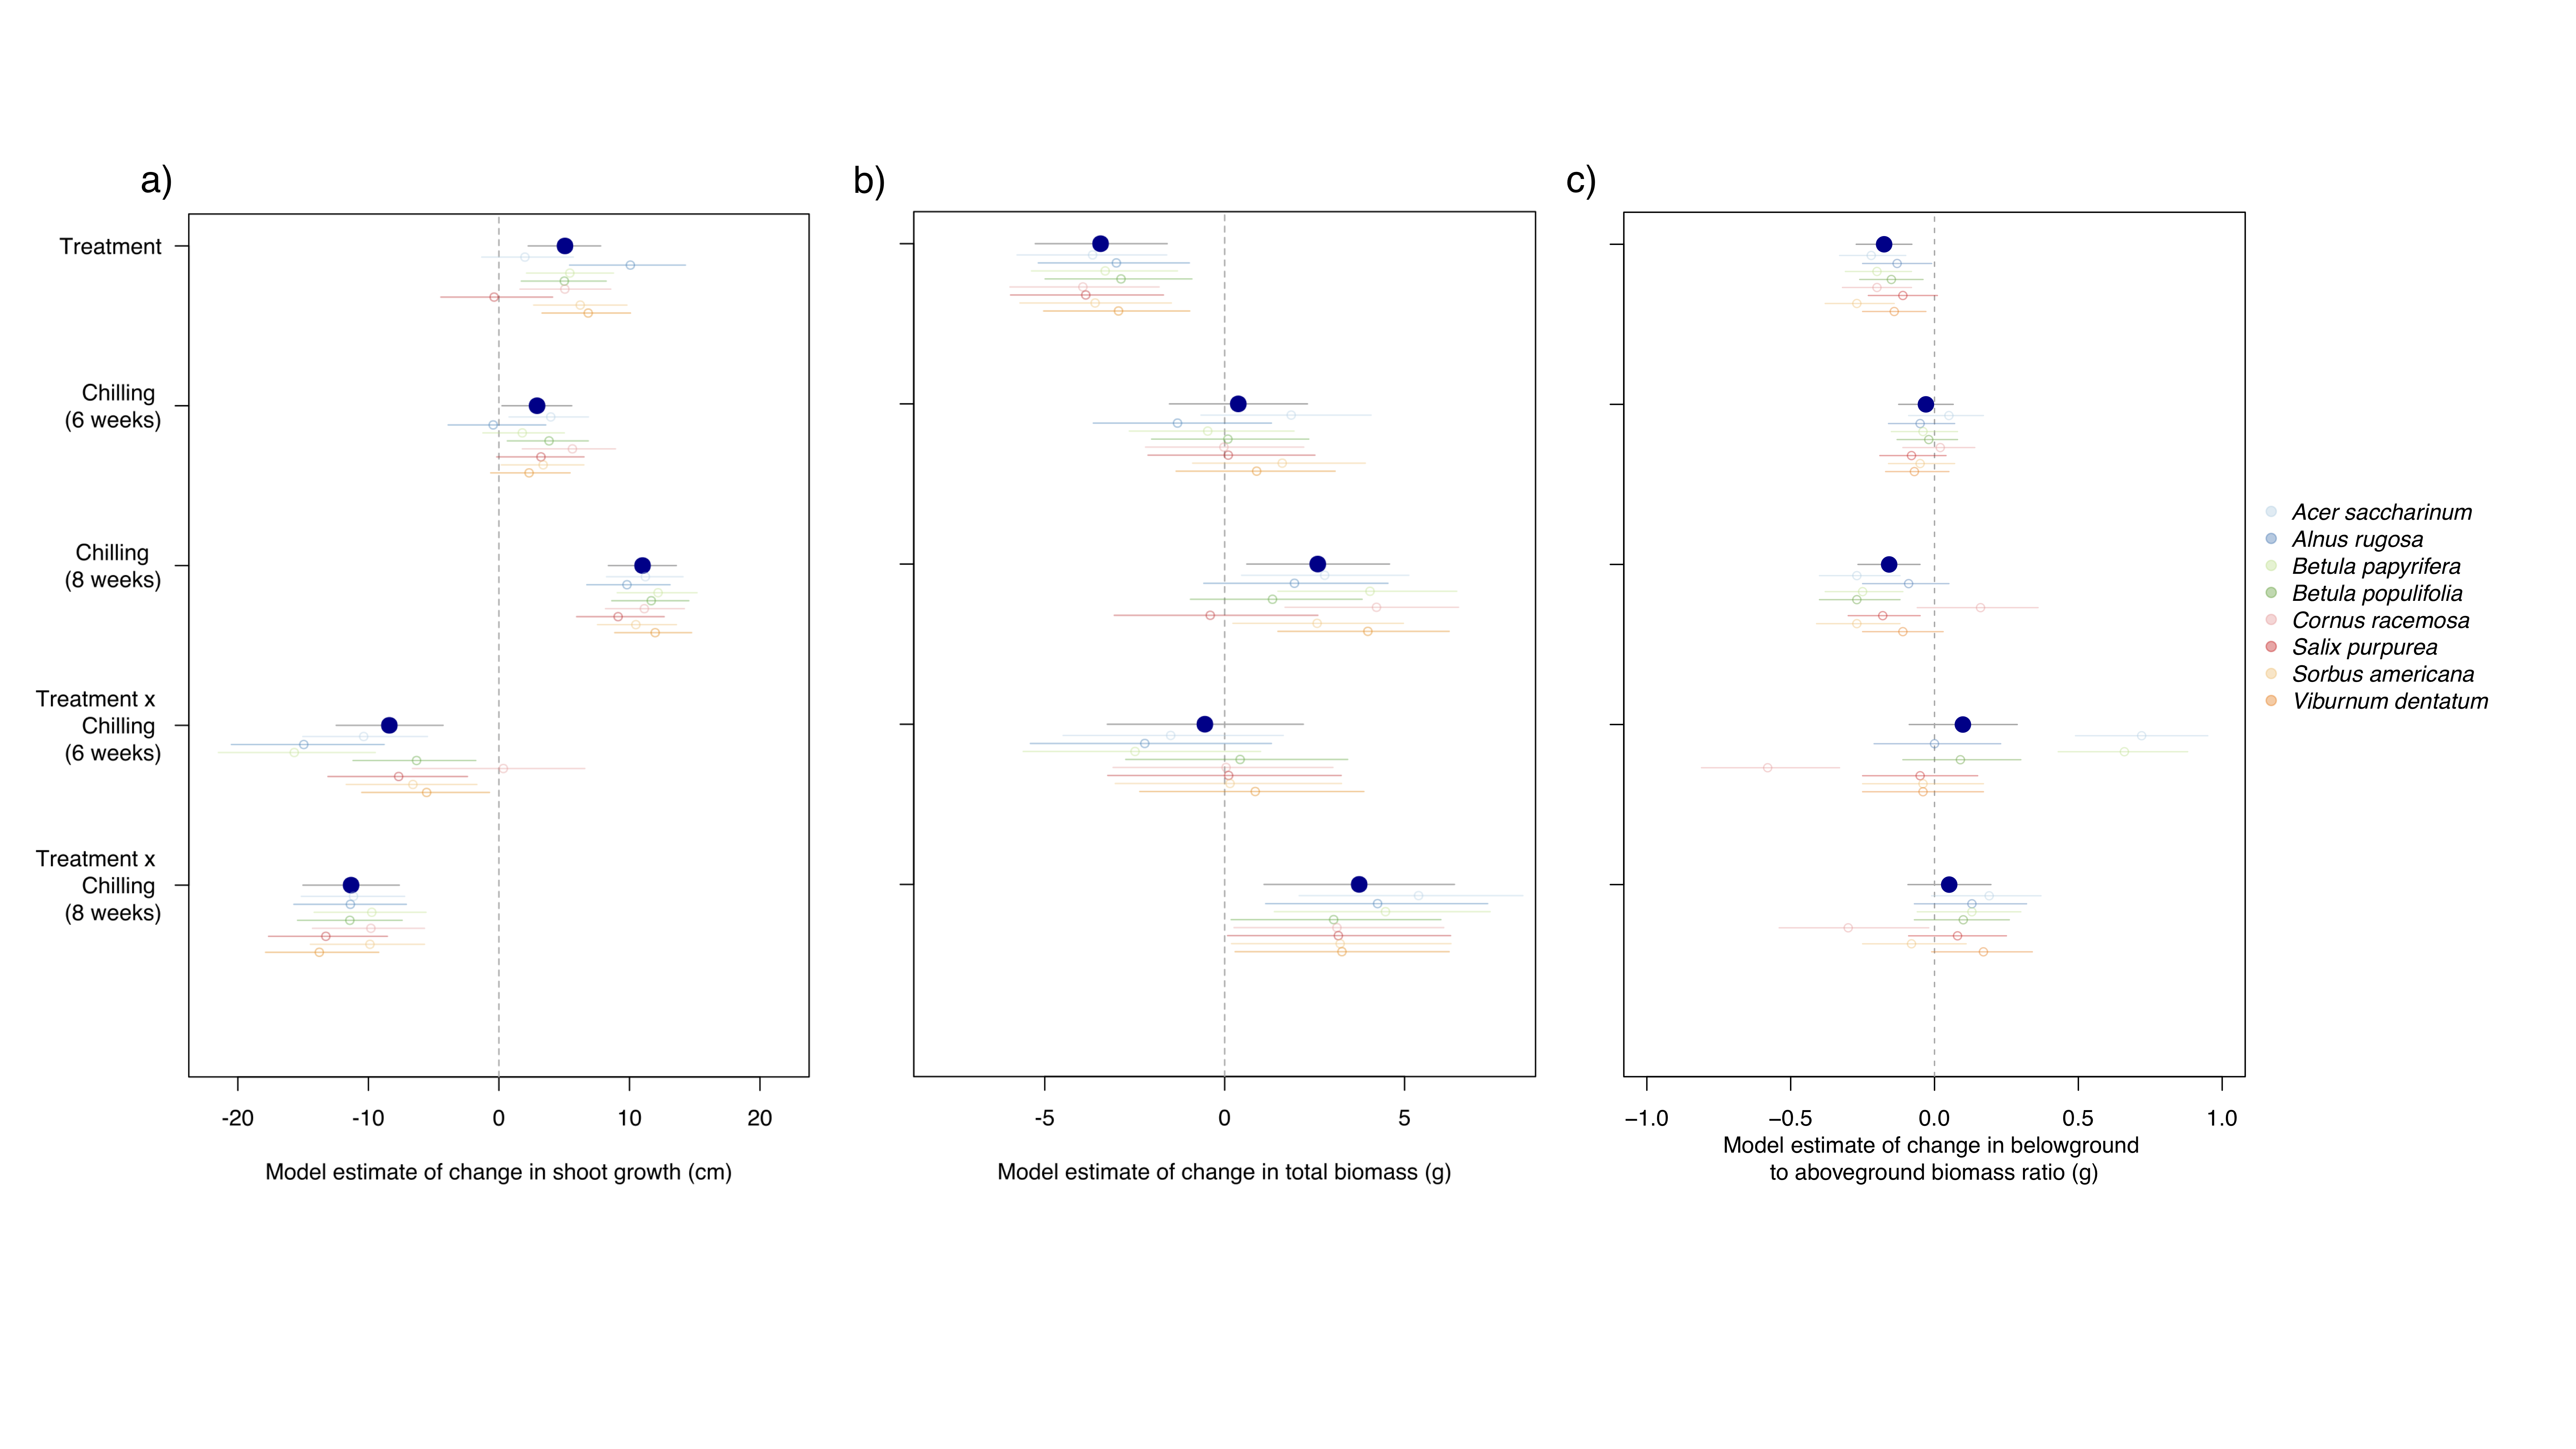 a)
b)
c)
Treatment
Chilling
(6 weeks)
Chilling
(8 weeks)
Treatment x
Chilling
(6 weeks)
Treatment x
Chilling
(8 weeks)
-20 -10 0 10 20
Model estimate of change in shoot growth (cm)
-5 0 5
Model estimate of change in total biomass (g)
−1.0 −0.5 0.0 0.5 1.0
Model estimate of change in belowground
to aboveground biomass ratio (g)
Acer saccharinum
Alnus rugosa
Betula papyrifera
Betula populifolia
Cornus racemosa
Salix purpurea
Sorbus americana
Viburnum dentatum